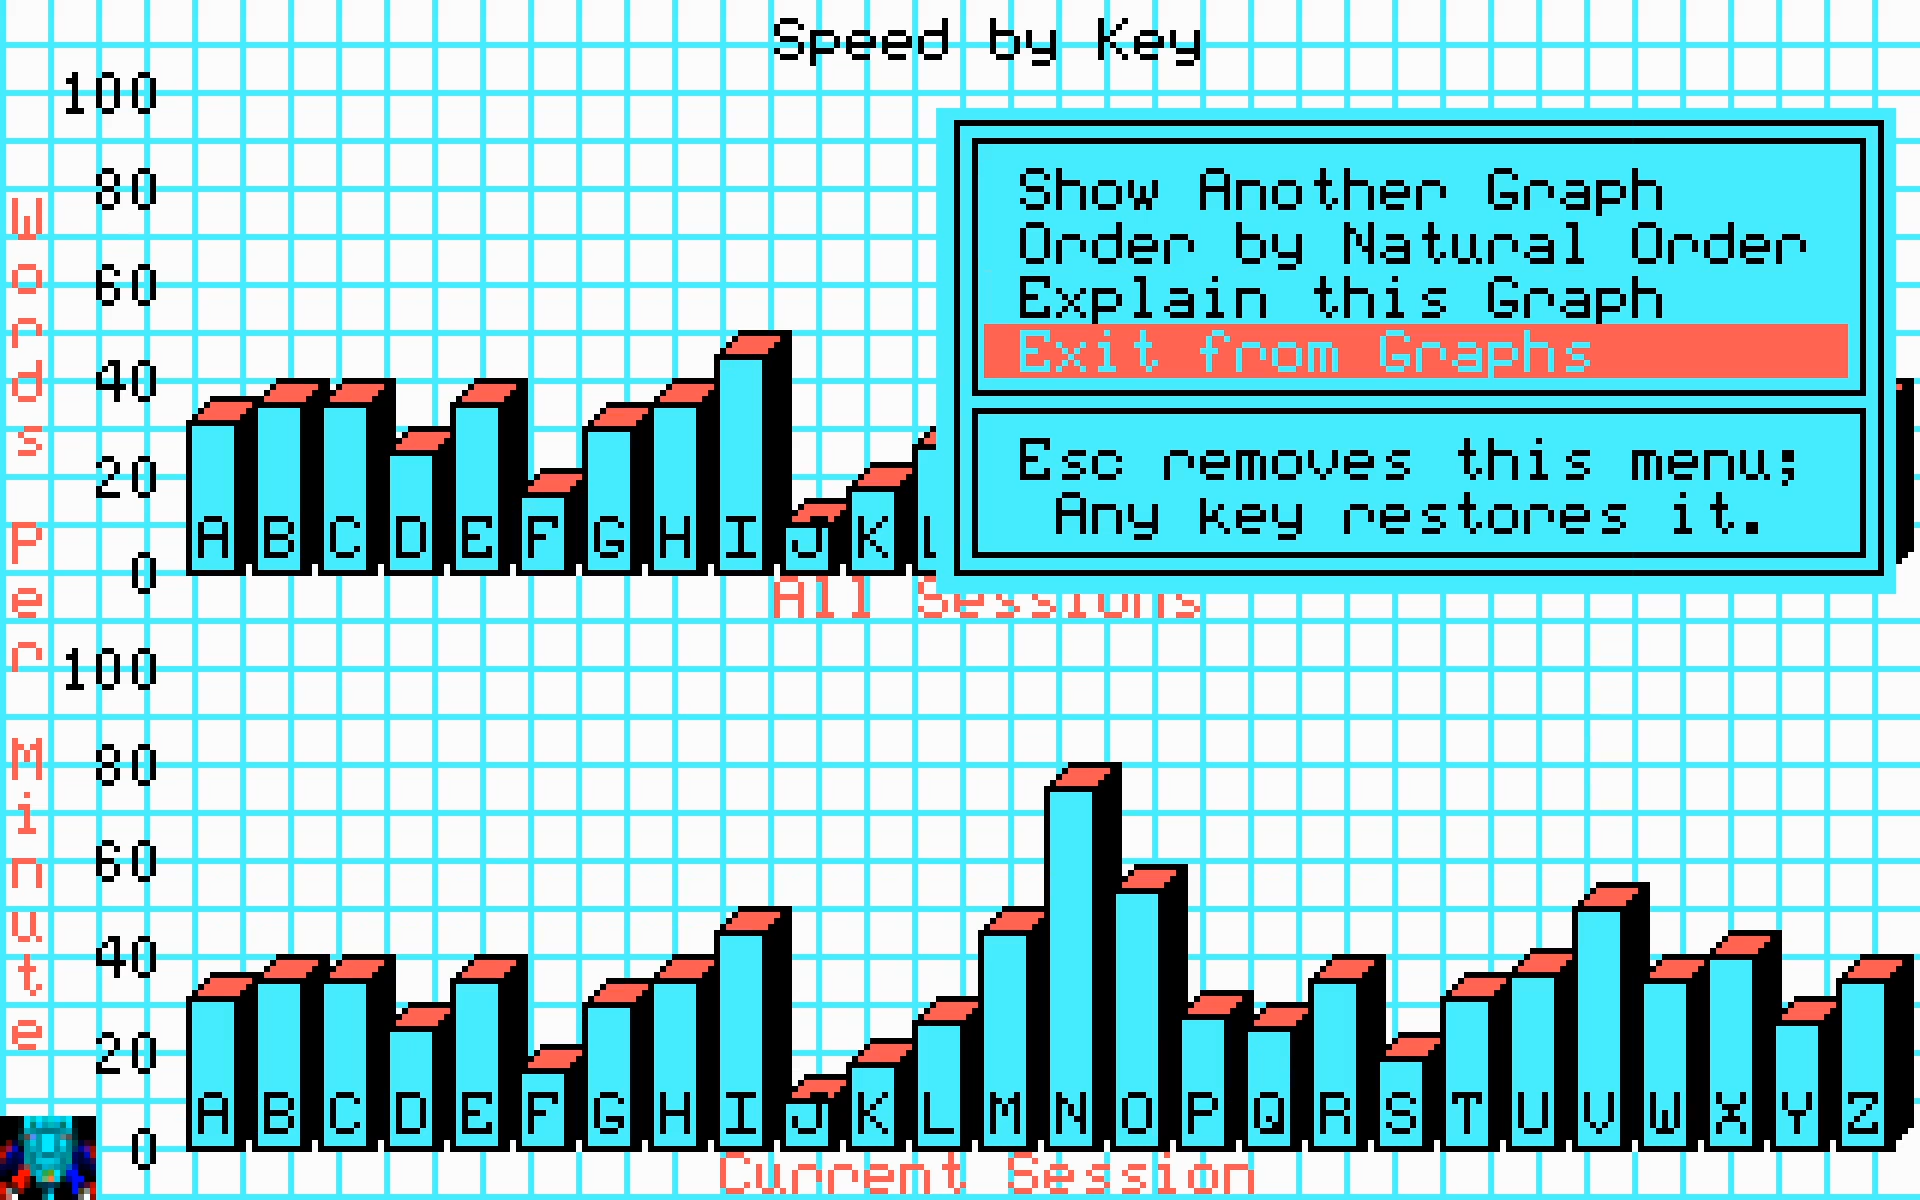 Speed by Key
Words Per Minute
100
80
60
40
20
0
A B C D E F G H I J K L
All Sessions
Show Another Graph
Order by Natural Order
Explain this Graph
Exit from Graphs
Esc removes this menu;
Any key restores it.
100
80
60
40
20
0
A B C D E F G H I J K L M N O P Q R S T U V W X Y Z
Current Session